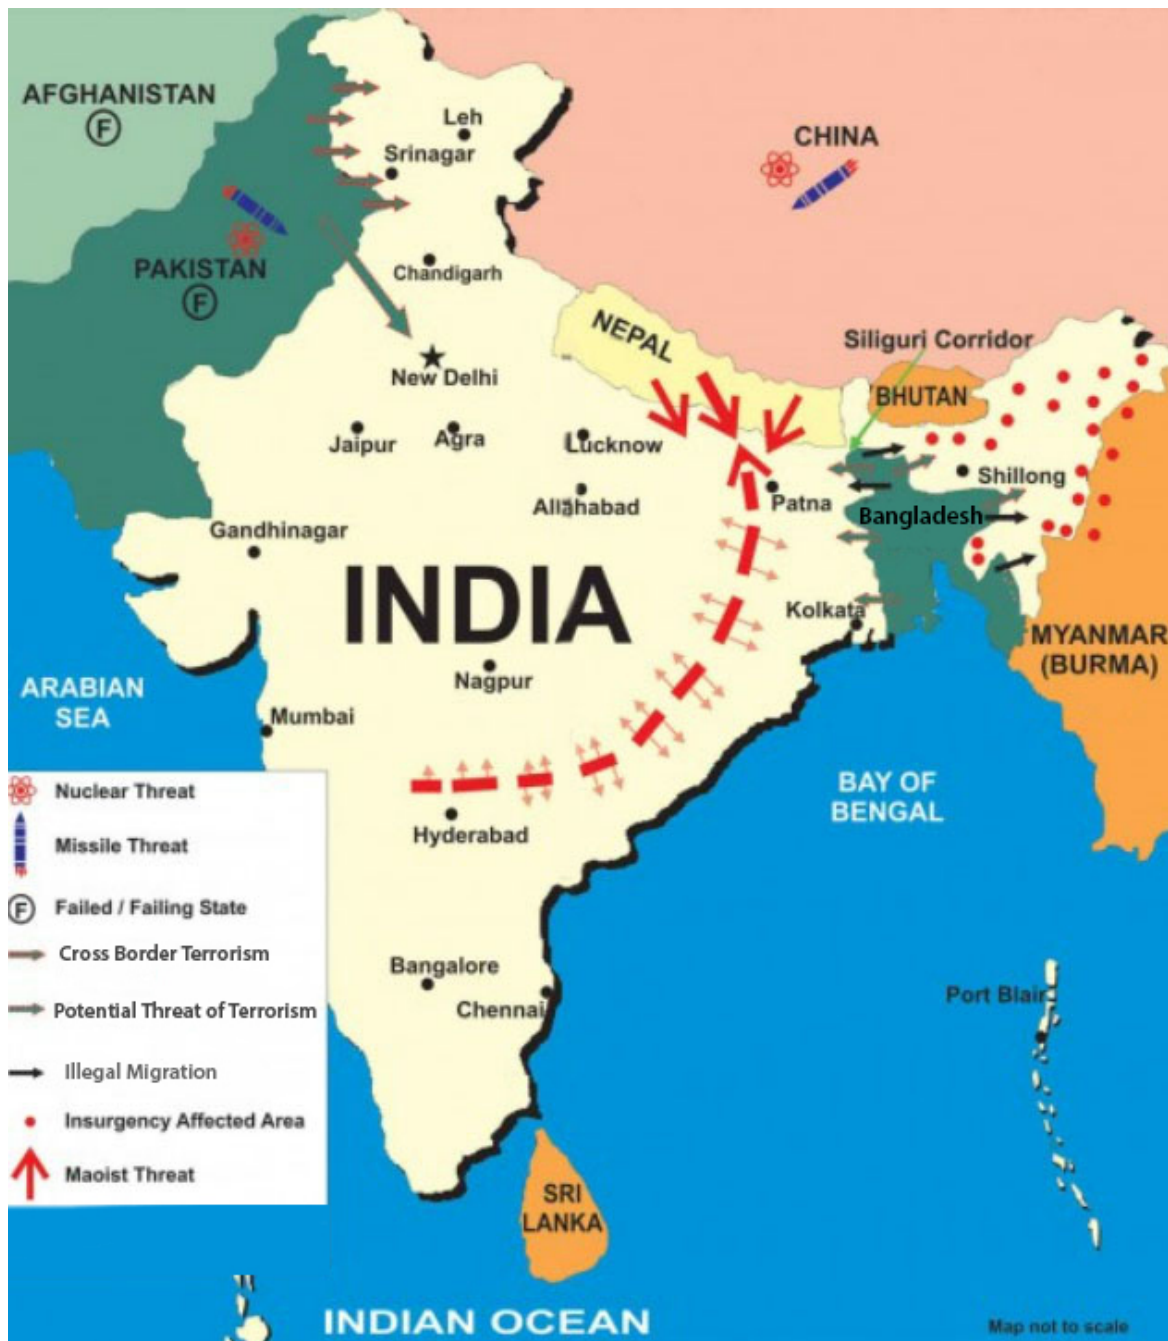 AFGHANISTAN
F
Leh
Srinagar
CHINA
PAKISTAN
F
Chandigarh
NEPAL
Siliguri Corridor
BHUTAN
New Delhi
Jaipur
Agra
Lucknow
Shillong
Allahabad
Patna
Bangladesh
Gandhinagar
INDIA
Kolkata
MYANMAR
(BURMA)
Nagpur
ARABIAN
SEA
Mumbai
BAY OF
BENGAL
Hyderabad
Nuclear Threat
Missile Threat
F
Failed / Failing State
Cross Border Terrorism
Potential Threat of Terrorism
Illegal Migration
Insurgency Affected Area
Maoist Threat
Bangalore
Chennai
Port Blair
SRI
LANKA
INDIAN OCEAN
Map not to scale